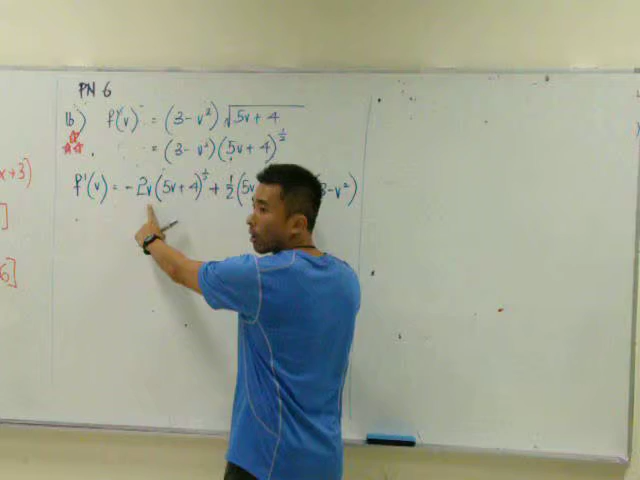 PN 6
x+3)
]
6]
1b) f(v) = (3-v²) √5v+4
= (3-v²)(5v+4)^½
f'(v) = -2v(5v+4)^½ + ½(5v 3-v²)